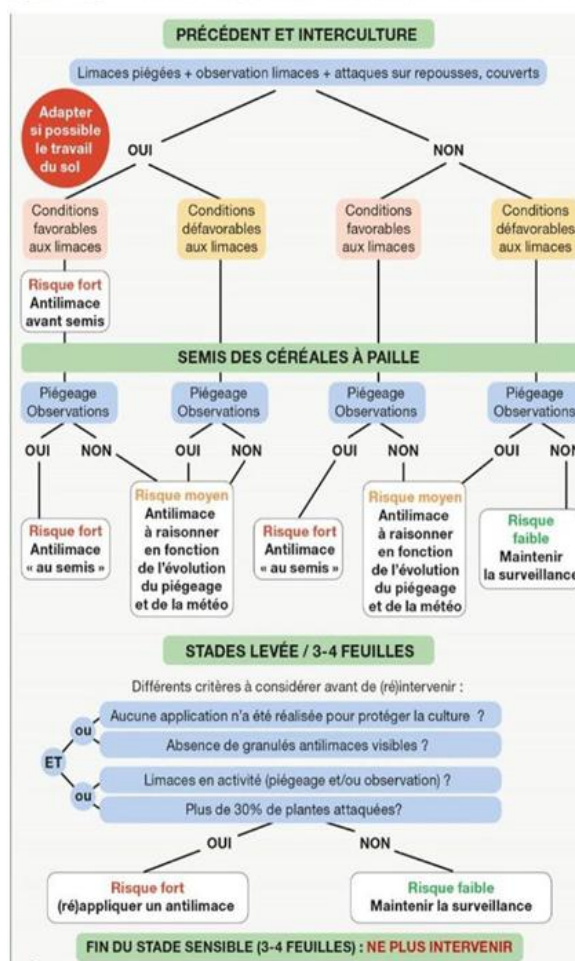 PRÉCÉDENT ET INTERCULTURE
Limaces piégées + observation limaces + attaques sur repousses, couverts
Adapter
si possible
le travail
du sol
OUI
NON
Conditions
favorables
aux limaces
Conditions
défavorables
aux limaces
Conditions
favorables
aux limaces
Conditions
défavorables
aux limaces
Risque fort
Antilimace
avant semis
SEMIS DES CÉRÉALES À PAILLE
Piégeage
Observations
Piégeage
Observations
Piégeage
Observations
Piégeage
Observations
OUI NON
OUI NON
OUI NON
OUI NON
Risque fort
Antilimace
« au semis »
Risque moyen
Antilimace
à raisonner
en fonction
de l'évolution
du piégeage
et de la météo
Risque fort
Antilimace
« au semis »
Risque moyen
Antilimace
à raisonner
en fonction
de l'évolution
du piégeage
et de la météo
Risque
faible
Maintenir
la surveillance
STADES LEVÉE / 3-4 FEUILLES
Différents critères à considérer avant de (ré)intervenir :
Aucune application n'a été réalisée pour protéger la culture ?
ou
Absence de granulés antilimaces visibles ?
ET
Limaces en activité (piégeage et/ou observation) ?
ou
Plus de 30% de plantes attaquées?
OUI
NON
Risque fort
(ré)appliquer un antilimace
Risque faible
Maintenir la surveillance
FIN DU STADE SENSIBLE (3-4 FEUILLES) : NE PLUS INTERVENIR